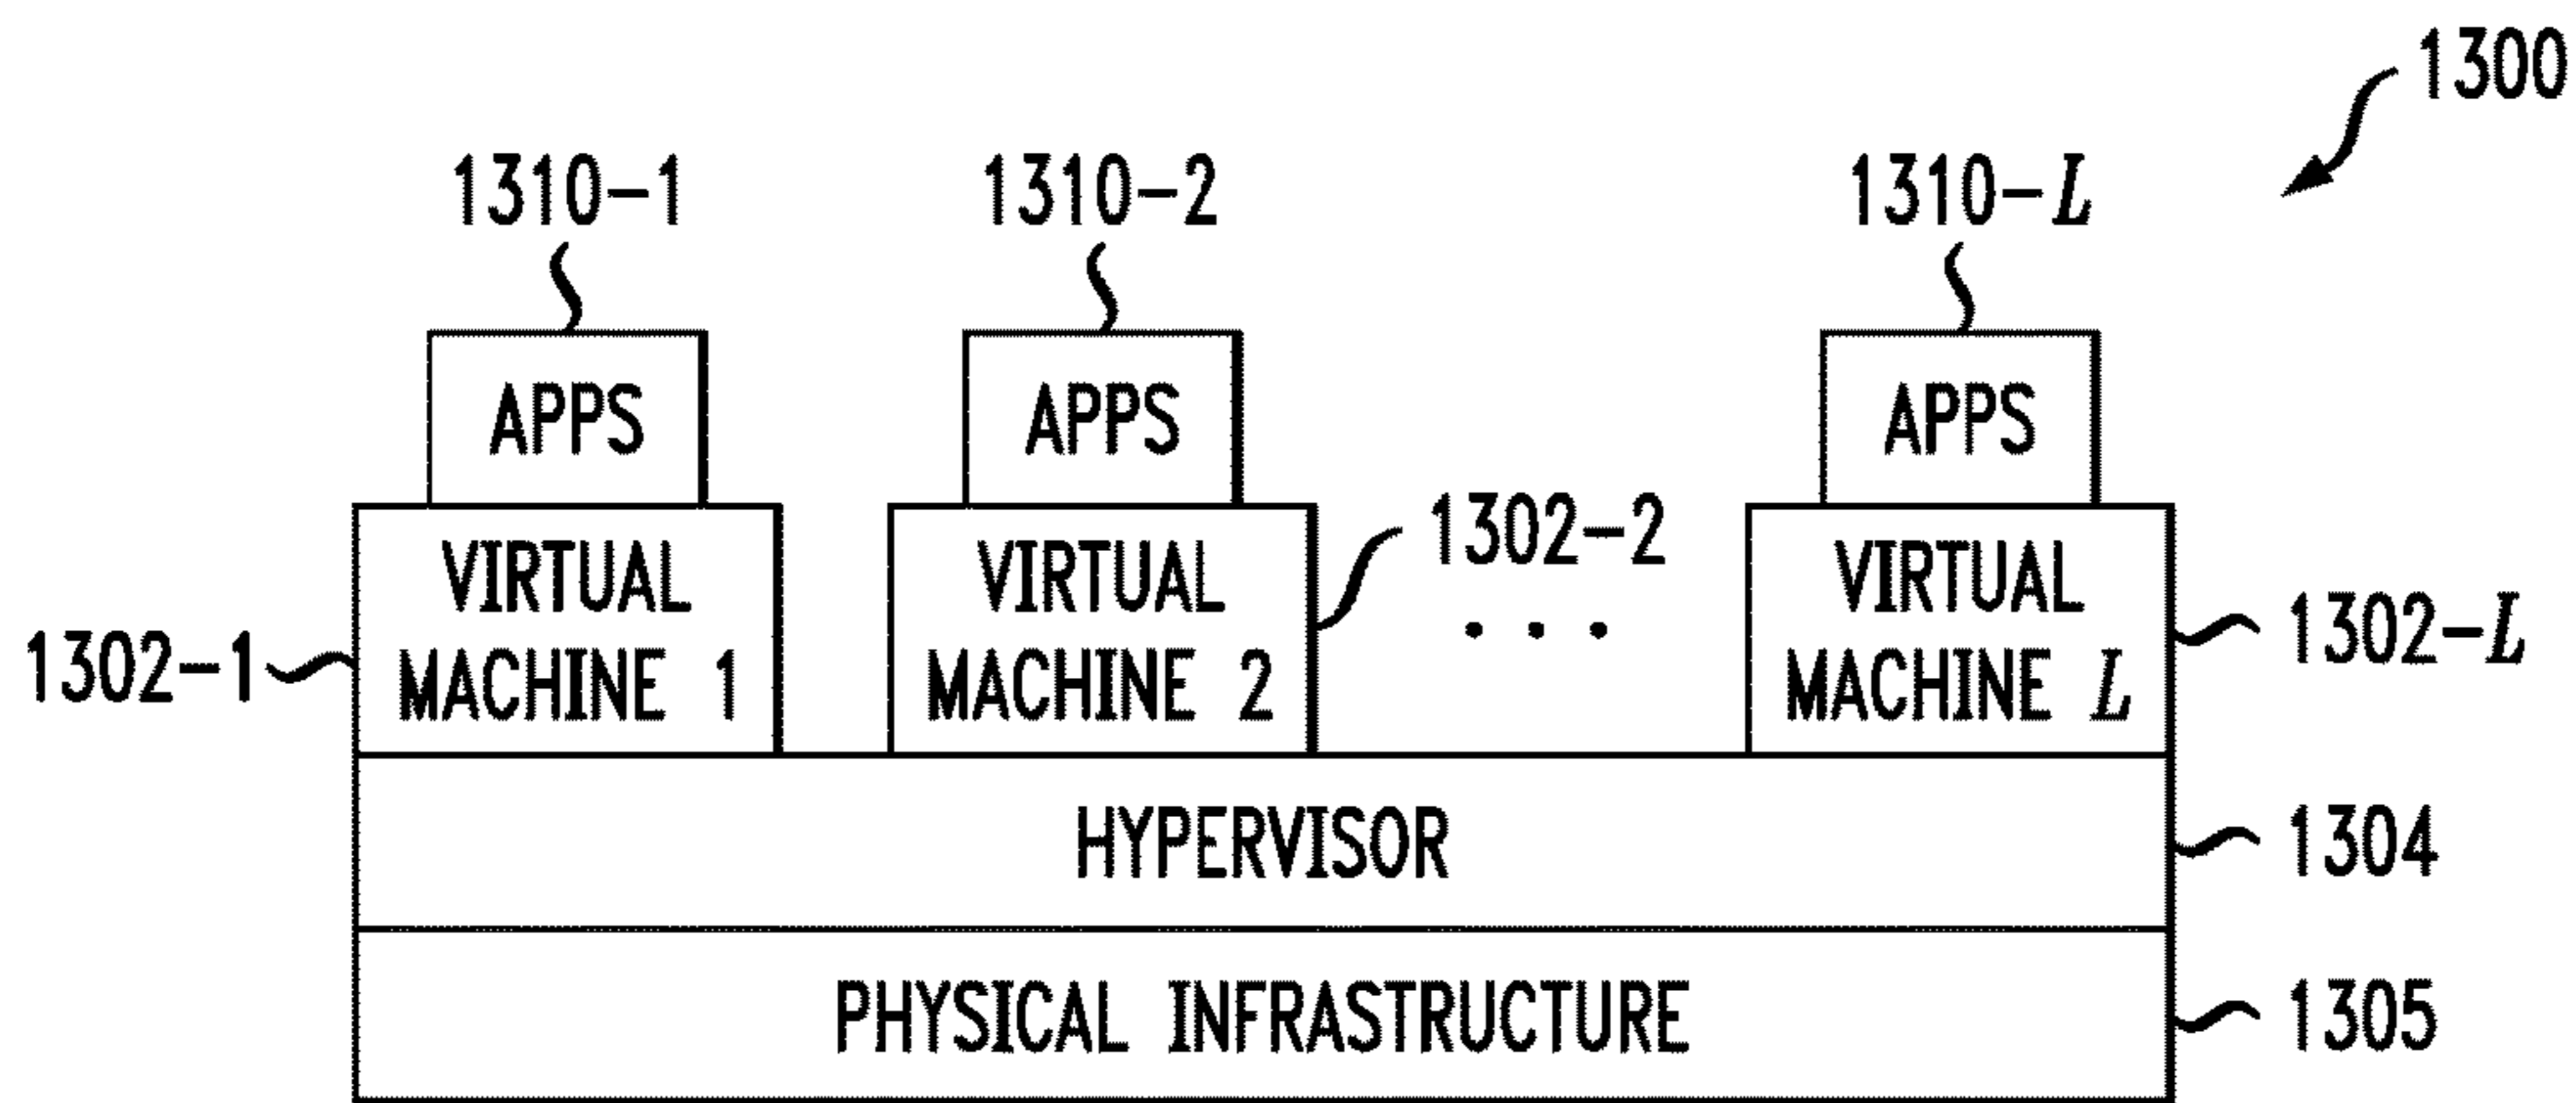 1300
1310-1 1310-2 1310-L
APPS APPS APPS
1302-2
VIRTUAL MACHINE 1
VIRTUAL MACHINE 2
. . .
VIRTUAL MACHINE L
1302-1
1302-L
HYPERVISOR 1304
PHYSICAL INFRASTRUCTURE 1305